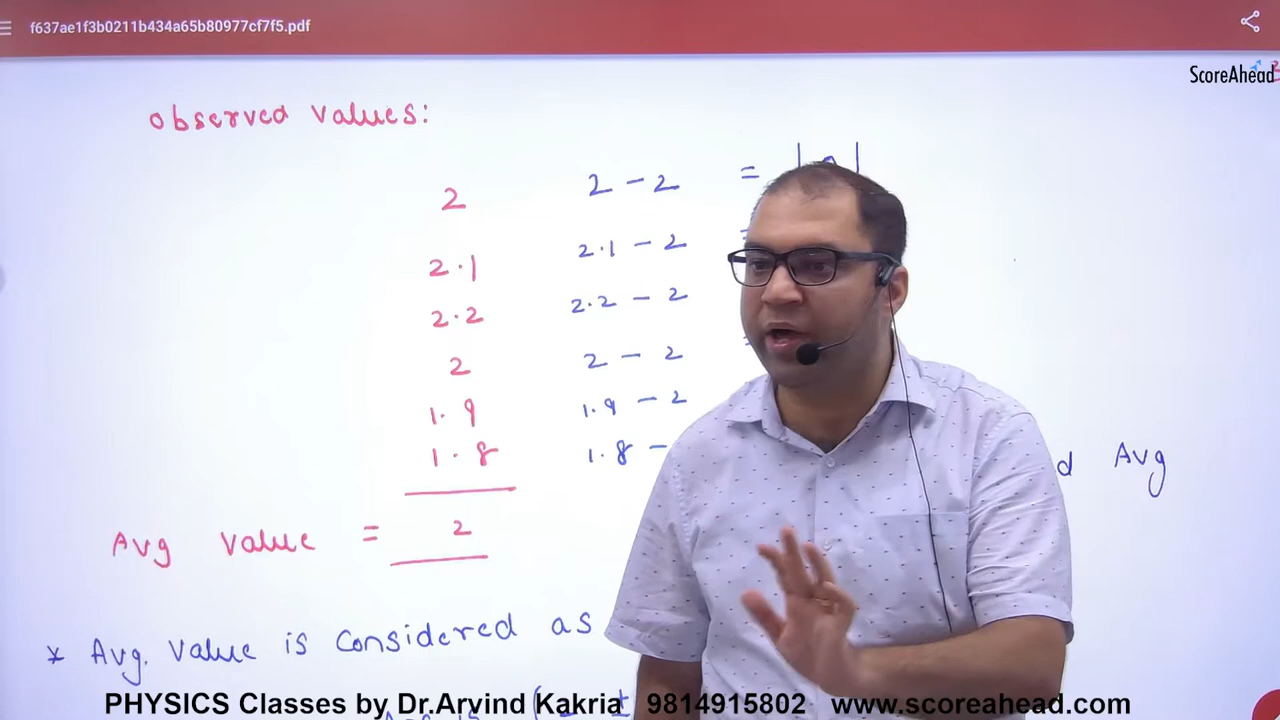 f637ae1f3b0211b434a65b80977cf7f5.pdf
ScoreAhead
observed values:
2 2 - 2 = |0|
2.1 2.1 - 2
2.2 2.2 - 2
2 2 - 2
1.9 1.9 - 2
1.8 1.8 -
Avg
Avg value = 2
* Avg. Value is considered as
PHYSICS Classes by Dr.Arvind Kakria 9814915802 www.scoreahead.com